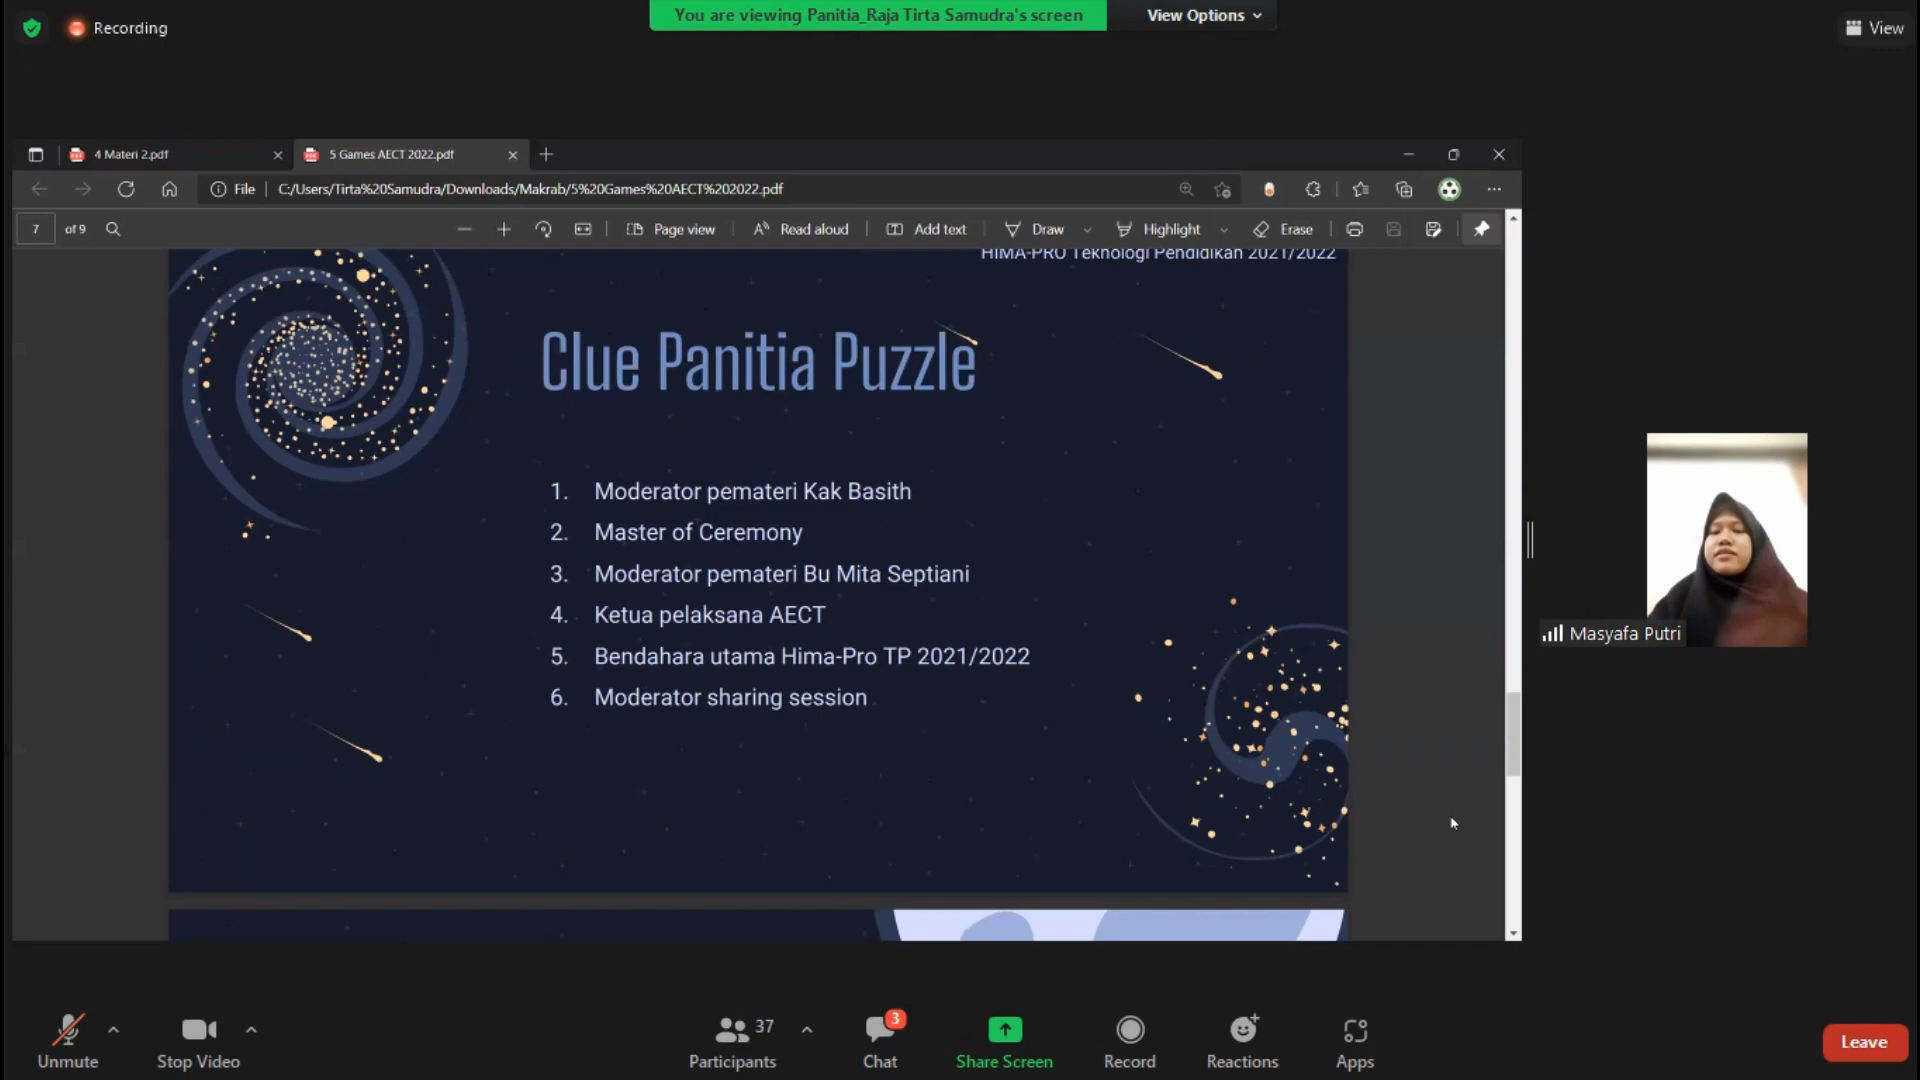 Recording
You are viewing Panitia_Raja Tirta Samudra's screen
View Options
View
4 Materi 2.pdf
5 Games AECT 2022.pdf
File
C:/Users/Tirta%20Samudra/Downloads/Makrab/5%20Games%20AECT%202022.pdf
7 of 9
Page view
Read aloud
Add text
Draw
Highlight
Erase
HIMA-PRO Teknologi Pendidikan 2021/2022
Clue Panitia Puzzle
1. Moderator pemateri Kak Basith
2. Master of Ceremony
3. Moderator pemateri Bu Mita Septiani
4. Ketua pelaksana AECT
5. Bendahara utama Hima-Pro TP 2021/2022
6. Moderator sharing session
Masyafa Putri
Unmute
Stop Video
37
Participants
3
Chat
Share Screen
Record
Reactions
Apps
Leave